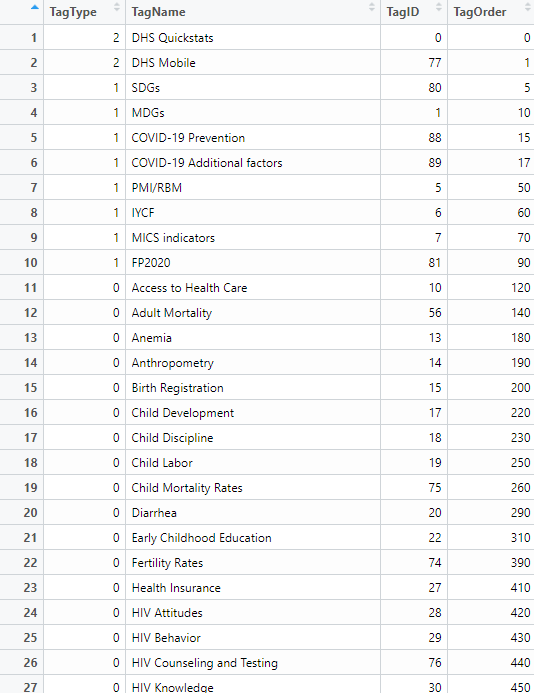 TagType TagName TagID TagOrder
1 2 DHS Quickstats 0 0
2 2 DHS Mobile 77 1
3 1 SDGs 80 5
4 1 MDGs 1 10
5 1 COVID-19 Prevention 88 15
6 1 COVID-19 Additional factors 89 17
7 1 PMI/RBM 5 50
8 1 IYCF 6 60
9 1 MICS indicators 7 70
10 1 FP2020 81 90
11 0 Access to Health Care 10 120
12 0 Adult Mortality 56 140
13 0 Anemia 13 180
14 0 Anthropometry 14 190
15 0 Birth Registration 15 200
16 0 Child Development 17 220
17 0 Child Discipline 18 230
18 0 Child Labor 19 250
19 0 Child Mortality Rates 75 260
20 0 Diarrhea 20 290
21 0 Early Childhood Education 22 310
22 0 Fertility Rates 74 390
23 0 Health Insurance 27 410
24 0 HIV Attitudes 28 420
25 0 HIV Behavior 29 430
26 0 HIV Counseling and Testing 76 440
27 0 HIV Knowledge 30 450